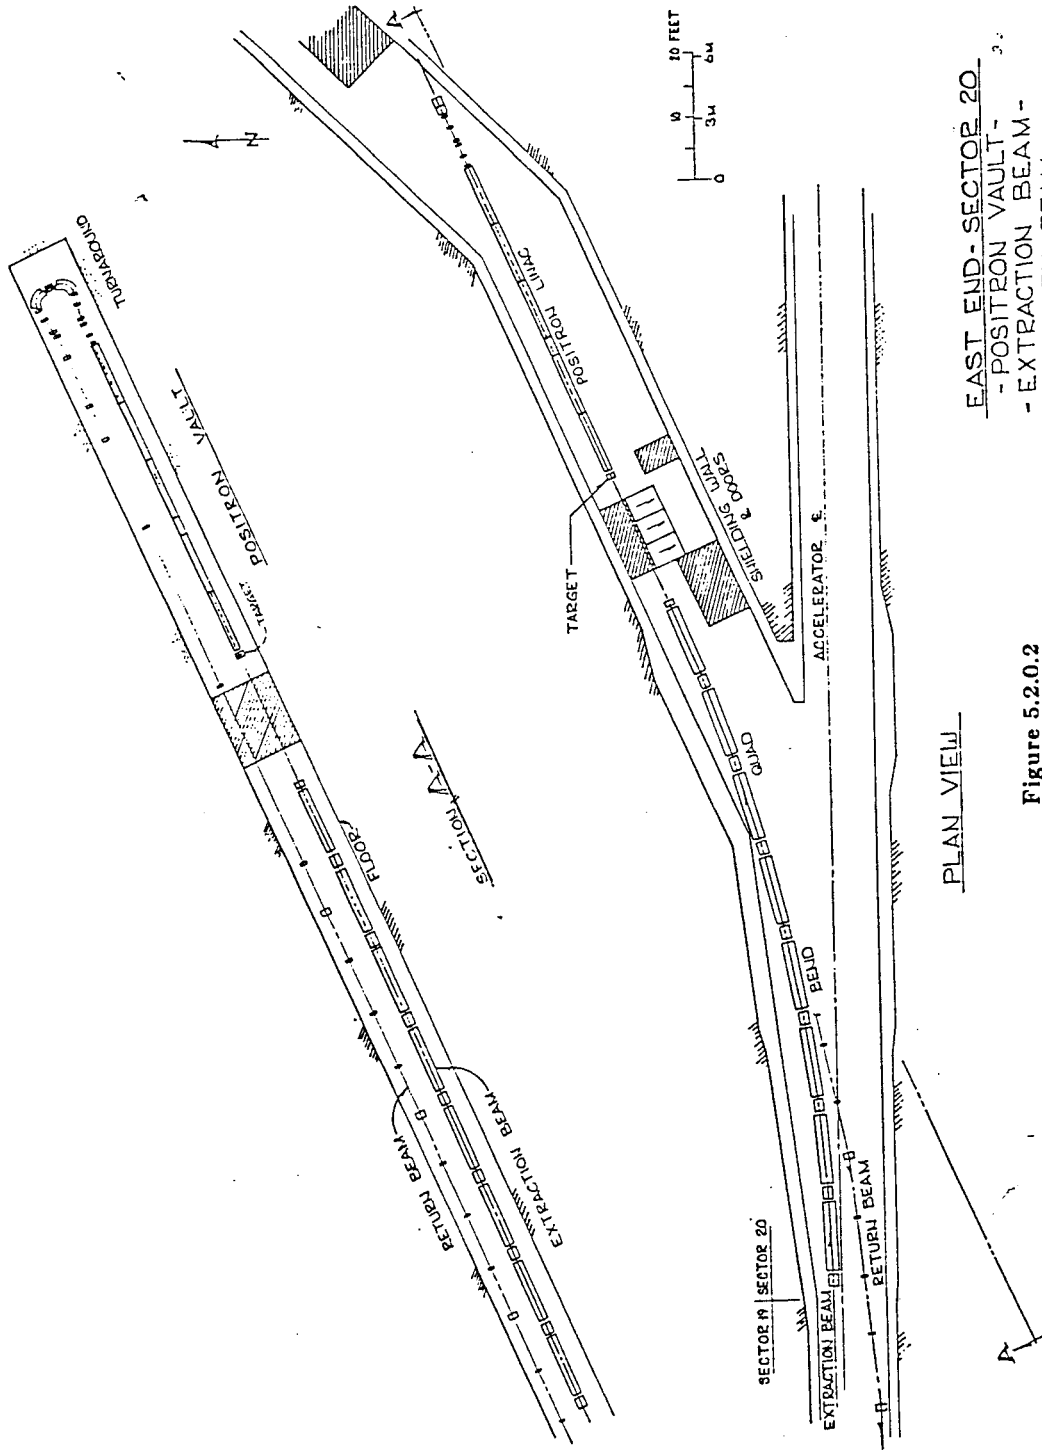 TURNAROUND
POSITRON VAULT
TARGET
FLOOR
SECTION A-A
RETURN BEAM
EXTRACTION BEAM
N
A
0 10 20 FEET
3M 6M
POSITRON LINAC
TARGET
SHIELDING WALL
& DOORS
ACCELERATOR ℄
QUAD
BEND
SECTOR 19 | SECTOR 20
EXTRACTION BEAM
RETURN BEAM
A
PLAN VIEW
EAST END - SECTOR 20
- POSITRON VAULT -
- EXTRACTION BEAM -
Figure 5.2.0.2